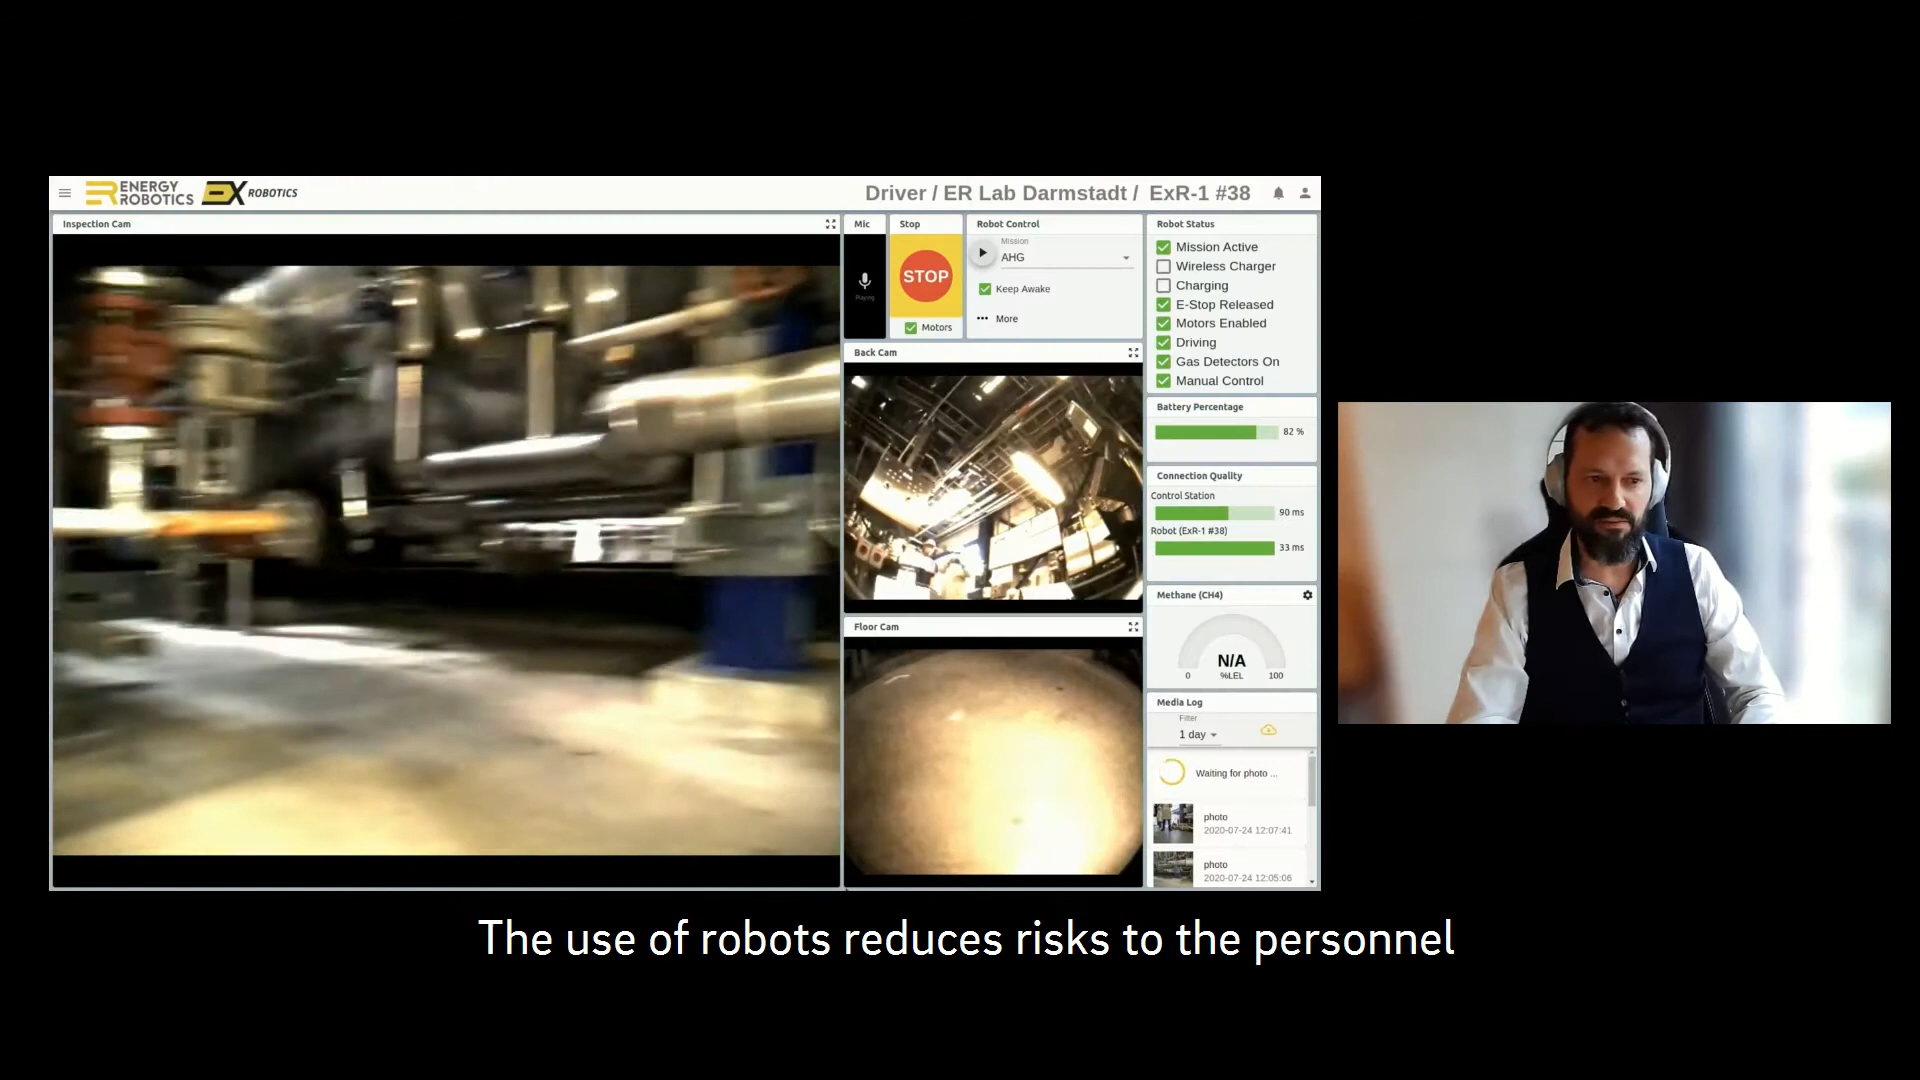 ENERGY ROBOTICS EX ROBOTICS
Driver / ER Lab Darmstadt / ExR-1 #38
Inspection Cam
Mic
Playing
Stop
STOP
Motors
Robot Control
Mission
AHG
Keep Awake
More
Back Cam
Floor Cam
Robot Status
Mission Active
Wireless Charger
Charging
E-Stop Released
Motors Enabled
Driving
Gas Detectors On
Manual Control
Battery Percentage
82 %
Connection Quality
Control Station
90 ms
Robot (ExR-1 #38)
33 ms
Methane (CH4)
N/A
0 %LEL 100
Media Log
Filter
1 day
Waiting for photo ...
photo
2020-07-24 12:07:41
photo
2020-07-24 12:05:06
The use of robots reduces risks to the personnel